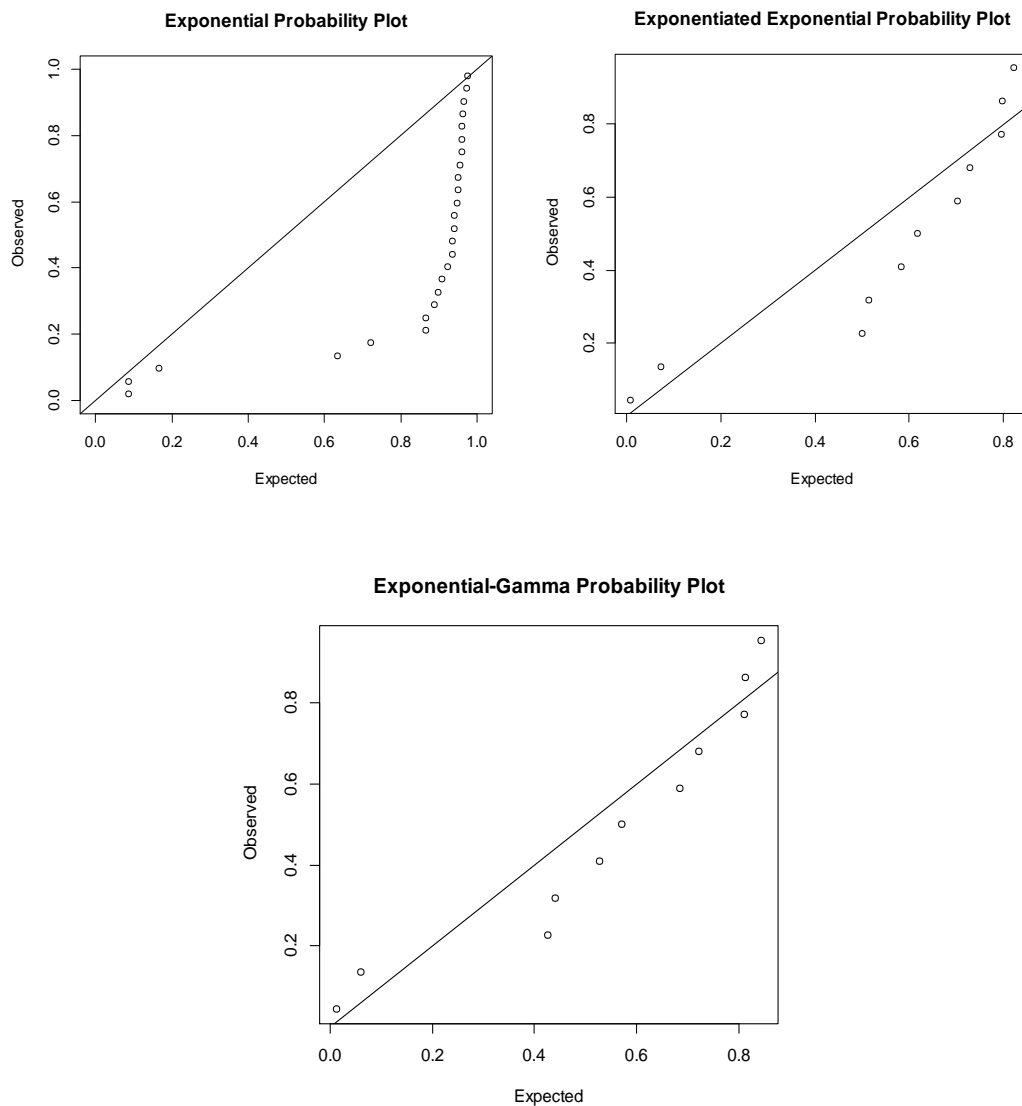 Exponential Probability Plot
1.0
0.8
0.6
0.4
0.2
0.0
Observed
0.0 0.2 0.4 0.6 0.8 1.0
Expected
Exponentiated Exponential Probability Plot
0.8
0.6
0.4
0.2
Observed
0.0 0.2 0.4 0.6 0.8
Expected
Exponential-Gamma Probability Plot
0.8
0.6
0.4
0.2
Observed
0.0 0.2 0.4 0.6 0.8
Expected